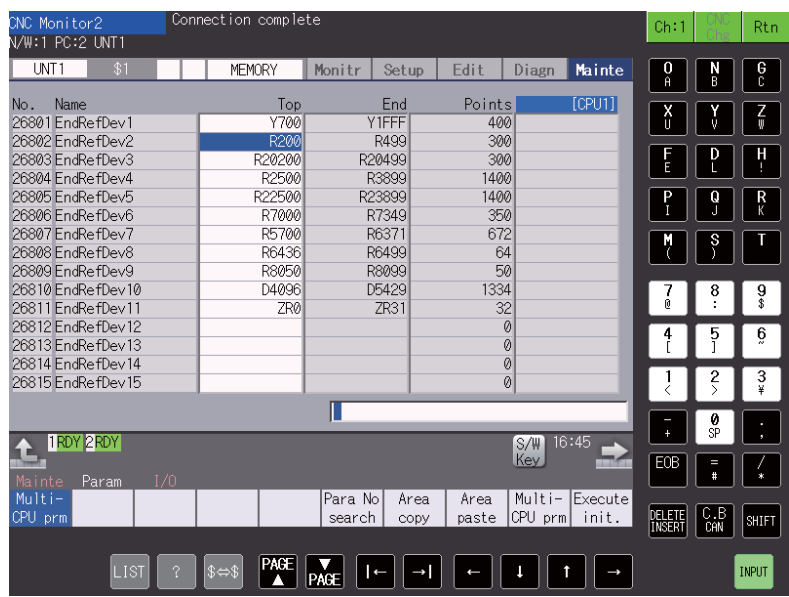 CNC Monitor2 Connection complete Ch:1 CNC Chg Rtn
N/W:1 PC:2 UNT1
UNT1 $1 MEMORY Monitr Setup Edit Diagn Mainte
No. Name Top End Points [CPU1]
26801 EndRefDev1 Y700 Y1FFF 400
26802 EndRefDev2 R200 R499 300
26803 EndRefDev3 R20200 R20499 300
26804 EndRefDev4 R2500 R3899 1400
26805 EndRefDev5 R22500 R23899 1400
26806 EndRefDev6 R7000 R7349 350
26807 EndRefDev7 R5700 R6371 672
26808 EndRefDev8 R6436 R6499 64
26809 EndRefDev9 R8050 R8099 50
26810 EndRefDev10 D4096 D5429 1334
26811 EndRefDev11 ZR0 ZR31 32
26812 EndRefDev12 0
26813 EndRefDev13 0
26814 EndRefDev14 0
26815 EndRefDev15 0
1RDY 2RDY S/W Key 16:45
Mainte Param I/O
Multi-CPU prm Para No search Area copy Area paste Multi-CPU prm Execute init.
LIST ? $⇔$ PAGE ▲ ▼ PAGE |← →| ← ↓ ↑ → INPUT
O A N B G C
X U Y V Z W
F E D L H !
P I Q J R K
M ( S ) T
7 @ 8 : 9 $
4 [ 5 ] 6 ~
1 < 2 > 3 ¥
- + 0 SP . ,
EOB = # / *
DELETE INSERT C.B CAN SHIFT